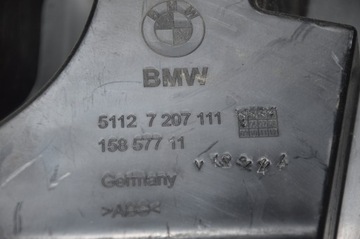 BMW
BMW
5112 7 207 111
158 577 11
Germany
>ABS<